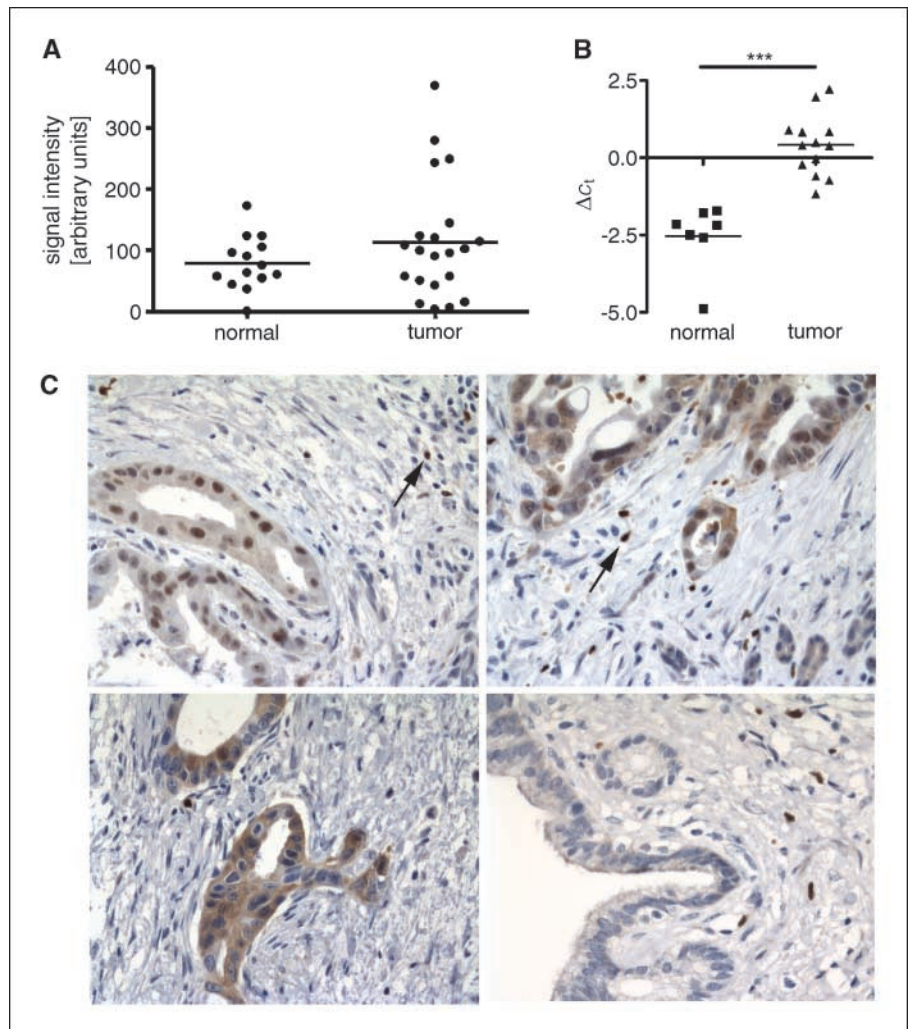 A
signal intensity
[arbitrary units]
400
300
200
100
0
normal
tumor
B
***
Δct
2.5
0.0
-2.5
-5.0
normal
tumor
C